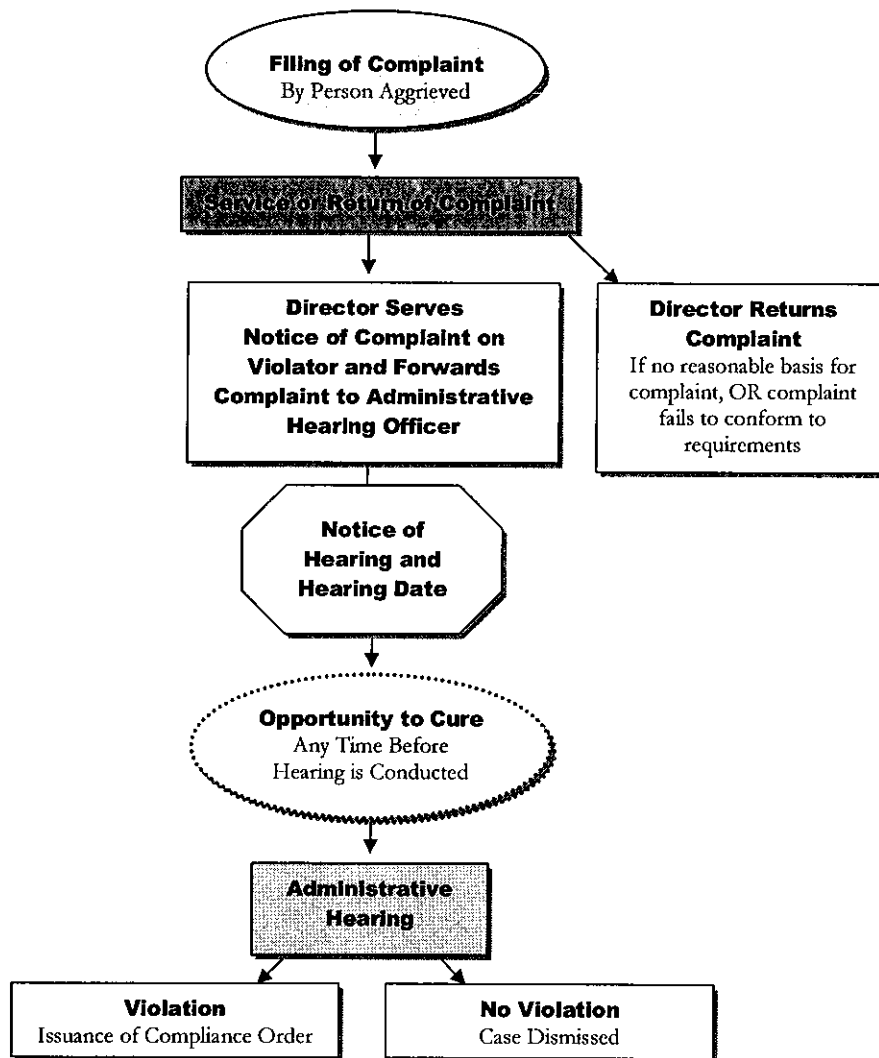 Filing of Complaint
By Person Aggrieved
Service or Return of Complaint
Director Serves
Notice of Complaint on
Violator and Forwards
Complaint to Administrative
Hearing Officer
Director Returns
Complaint
If no reasonable basis for
complaint, OR complaint
fails to conform to
requirements
Notice of
Hearing and
Hearing Date
Opportunity to Cure
Any Time Before
Hearing is Conducted
Administrative
Hearing
Violation
Issuance of Compliance Order
No Violation
Case Dismissed